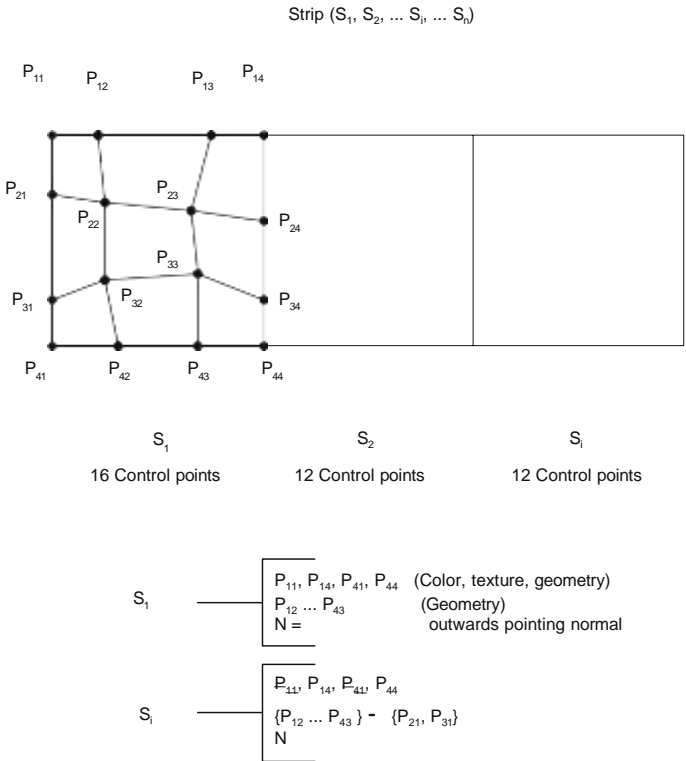 Strip (S₁, S₂, ... Sᵢ, ... Sₙ)
P₁₁ P₁₂ P₁₃ P₁₄
P₂₁ P₂₂ P₂₃ P₂₄
P₃₁ P₃₂ P₃₃ P₃₄
P₄₁ P₄₂ P₄₃ P₄₄
S₁ S₂ Sᵢ
16 Control points 12 Control points 12 Control points
S₁
P₁₁, P₁₄, P₄₁, P₄₄ (Color, texture, geometry)
P₁₂ ... P₄₃ (Geometry)
N = outwards pointing normal
Sᵢ
P₁₁, P₁₄, P₄₁, P₄₄
{P₁₂ ... P₄₃ } - {P₂₁, P₃₁}
N